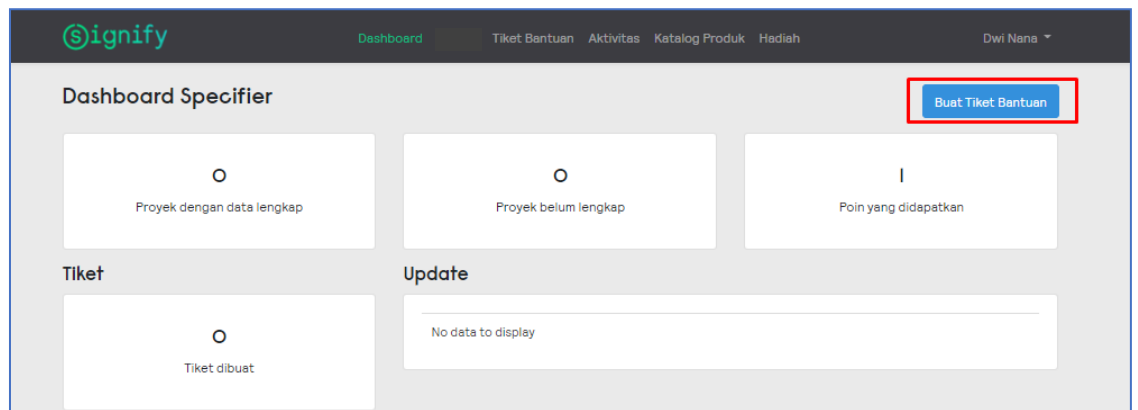 Signify
Dashboard Tiket Bantuan Aktivitas Katalog Produk Hadiah Dwi Nana
Dashboard Specifier
Buat Tiket Bantuan
0 0 1
Proyek dengan data lengkap Proyek belum lengkap Poin yang didapatkan
Tiket Update
0
Tiket dibuat
No data to display